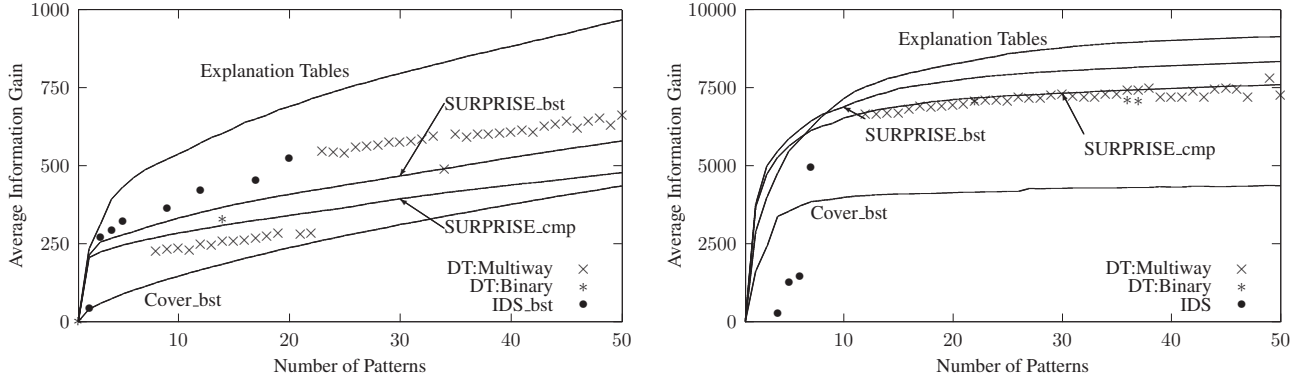 1000
750
500
250
0
Average Information Gain
Explanation Tables
SURPRISE_bst
SURPRISE_cmp
Cover_bst
DT:Multiway
DT:Binary
IDS_bst
10
20
30
40
50
Number of Patterns
10000
7500
5000
2500
0
Average Information Gain
Explanation Tables
SURPRISE_bst
SURPRISE_cmp
Cover_bst
DT:Multiway
DT:Binary
IDS
10
20
30
40
50
Number of Patterns